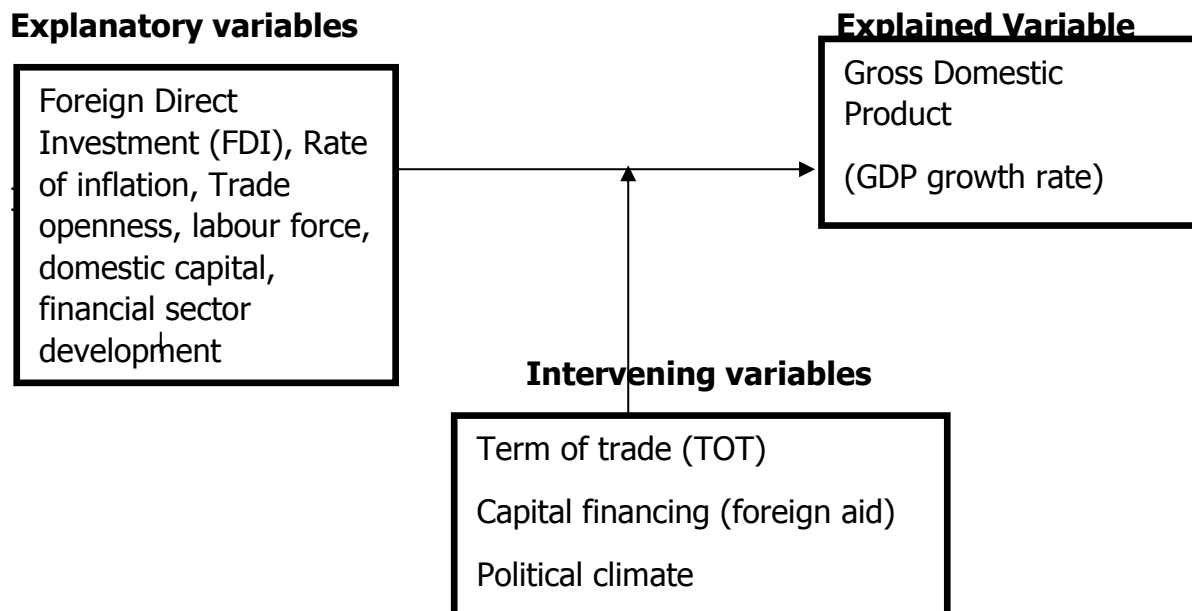 Explanatory variables
Foreign Direct
Investment (FDI), Rate
of inflation, Trade
openness, labour force,
domestic capital,
financial sector
development
Explained Variable
Gross Domestic
Product
(GDP growth rate)
Intervening variables
Term of trade (TOT)
Capital financing (foreign aid)
Political climate